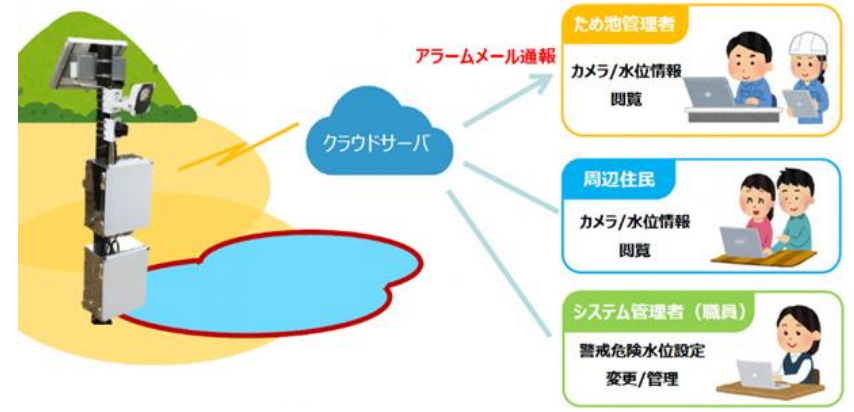 アラームメール通報
クラウドサーバ
ため池管理者
カメラ/水位情報
閲覧
周辺住民
カメラ/水位情報
閲覧
システム管理者（職員）
警戒危険水位設定
変更/管理